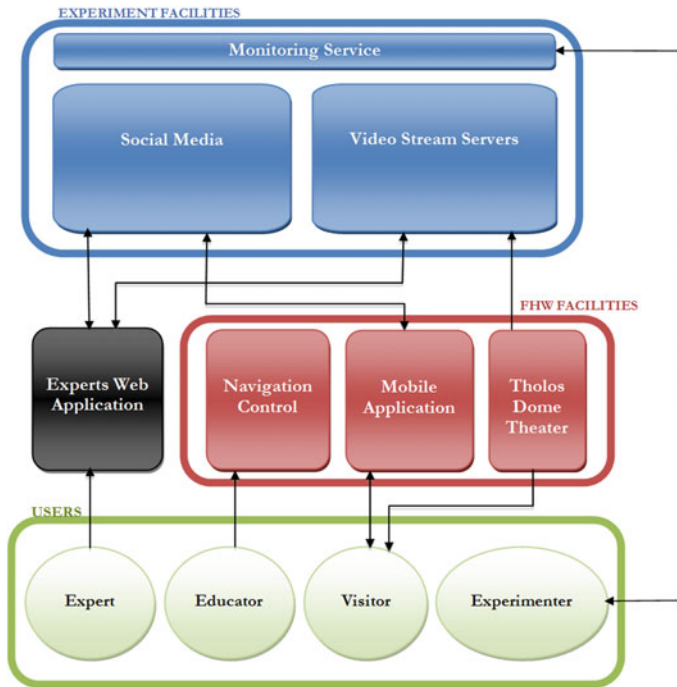 EXPERIMENT FACILITIES
Monitoring Service
Social Media
Video Stream Servers
FHW FACILITIES
Experts Web
Application
Navigation
Control
Mobile
Application
Tholos
Dome
Theater
USERS
Expert
Educator
Visitor
Experimenter